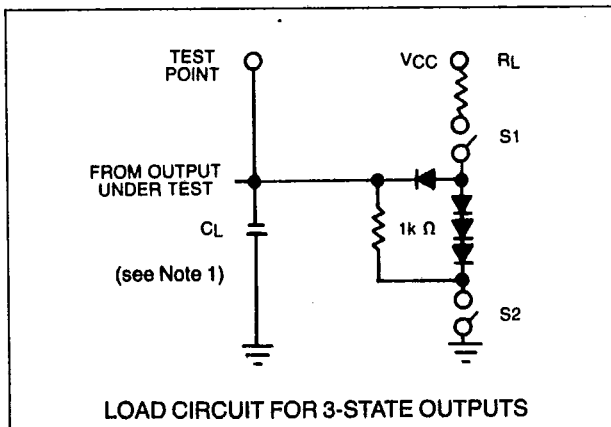 TEST
POINT
VCC
RL
S1
FROM OUTPUT
UNDER TEST
CL
1k Ω
(see Note 1)
S2
LOAD CIRCUIT FOR 3-STATE OUTPUTS